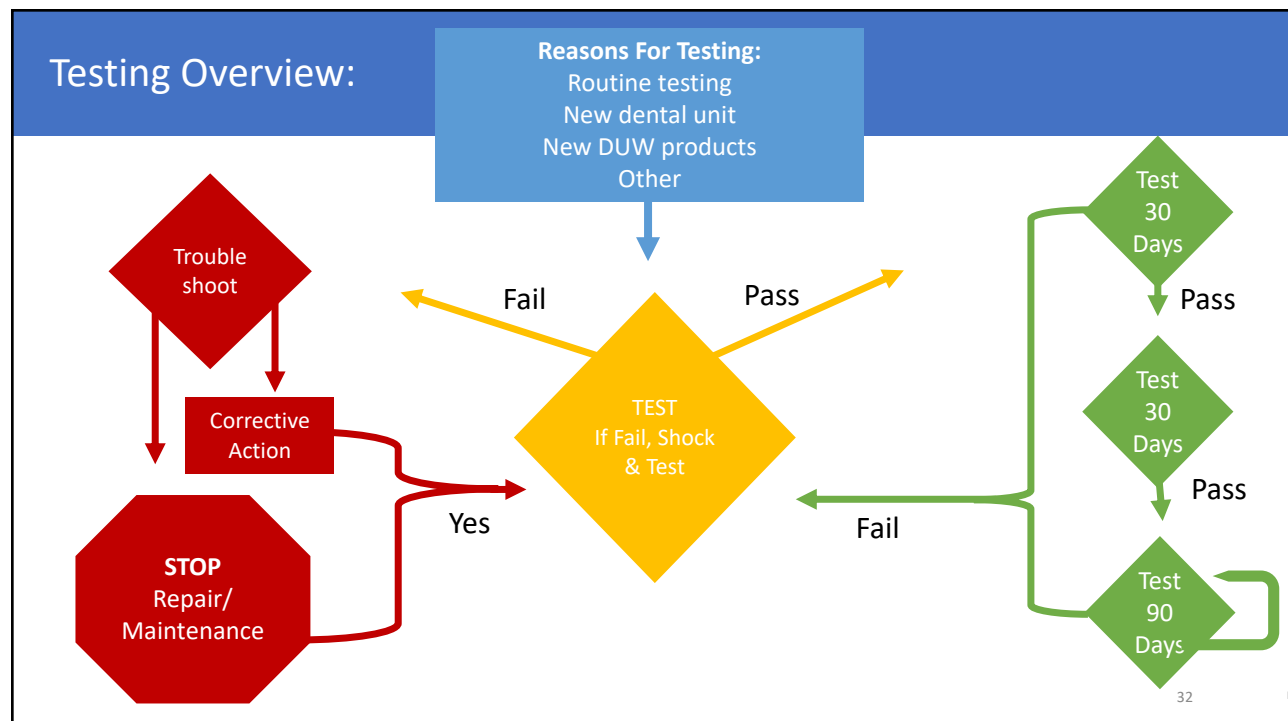 Testing Overview:
Reasons For Testing:
Routine testing
New dental unit
New DUW products
Other
Trouble
shoot
Fail
Pass
Test
30
Days
Pass
Corrective
Action
TEST
If Fail, Shock
& Test
Test
30
Days
Pass
Yes
Fail
STOP
Repair/
Maintenance
Test
90
Days
32